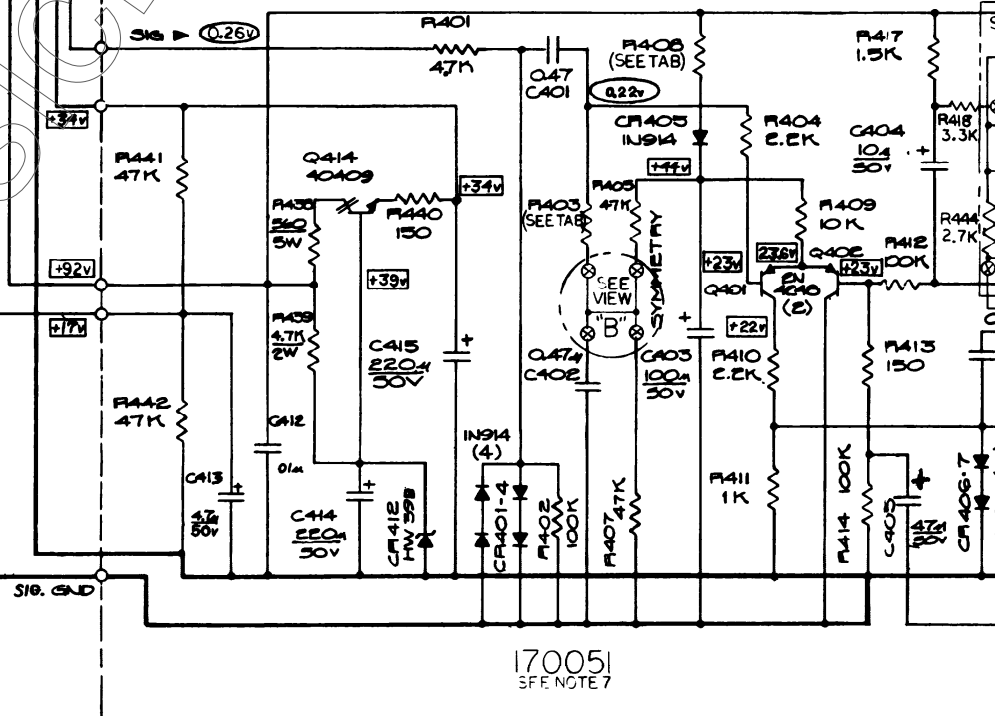 SIG ► 0.26v
R401
47K
0.47
C401
R408
(SEE TAB)
0.22v
R417
1.5K
+34v
R441
47K
Q414
40409
R440
150
+34v
560
5W
CR405
1N914
R404
2.2K
C404
50v
R418
3.3K
+44v
R403
(SEE TAB)
R405
47K
SYMMETRY
R409
10K
R444
2.7K
+92v
+39v
SEE
VIEW
"B"
+23v
23.6v
Q402
+23v
R412
Q401
2N
(2)
+17v
R439
4.7K
2W
C415
220µ
50V
0.47µ
C402
C403
100µ
50v
+22v
R410
2.2K
R413
150
R442
47K
C412
.01µ
1N914
(4)
C413
4.7µ
50v
C414
220µ
50v
CR412
HW 39B
CR401-4
R402
100K
R407
47K
R411
1K
R414
100K
C405
47µ
50v
CR406-7
SIG. GND
170051
SEE NOTE 7